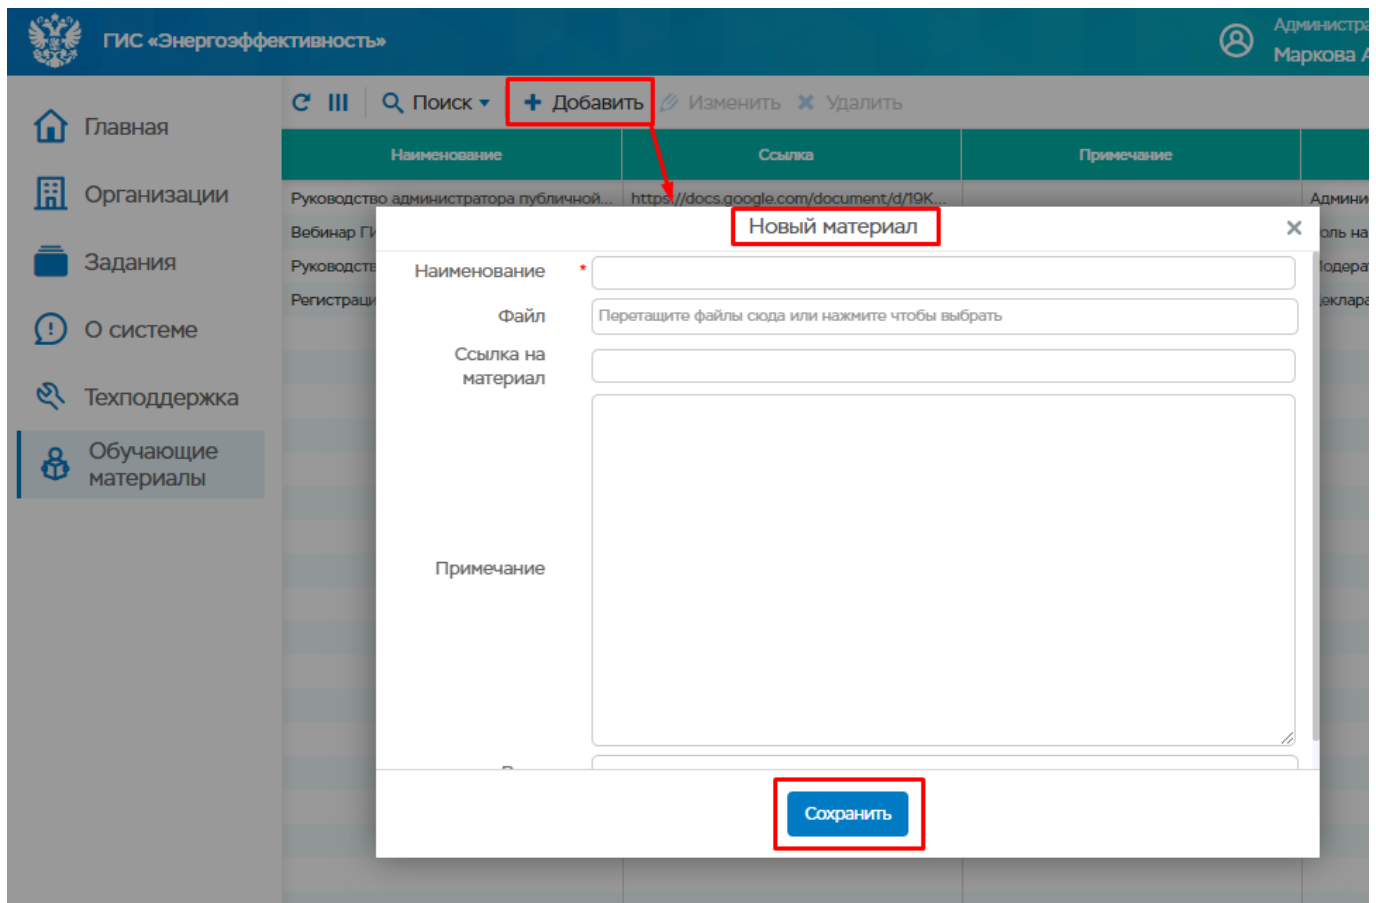 ГИС «Энергоэффективность»
Администра
Маркова А
Главная
Организации
Задания
О системе
Техподдержка
Обучающие
материалы
Поиск
Добавить
Изменить
Удалить
Наименование
Ссылка
Примечание
Руководство администратора публичной...
https://docs.google.com/document/d/19K...
Админи
Вебинар ГИ
оль на
Руководств
Модера
Регистраци
деклара
Новый материал
Наименование *
Файл
Перетащите файлы сюда или нажмите чтобы выбрать
Ссылка на
материал
Примечание
Сохранить